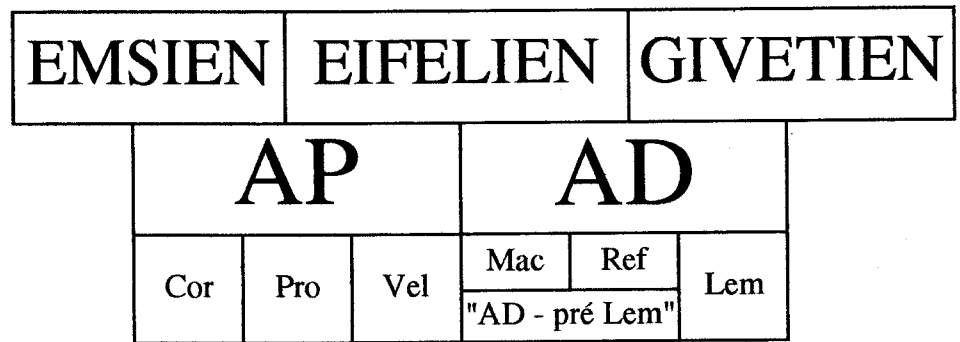 EMSIEN EIFELIEN GIVETIEN
AP AD
Cor Pro Vel Mac Ref Lem
"AD - pré Lem"